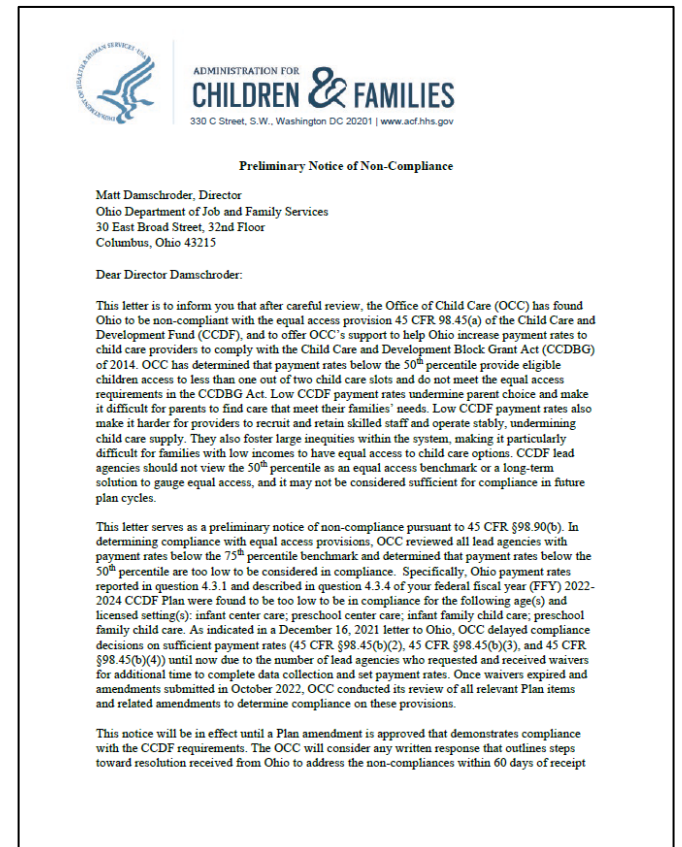 DEPARTMENT OF HEALTH & HUMAN SERVICES · USA
ADMINISTRATION FOR
CHILDREN & FAMILIES
330 C Street, S.W., Washington DC 20201 | www.acf.hhs.gov
Preliminary Notice of Non-Compliance
Matt Damschroder, Director
Ohio Department of Job and Family Services
30 East Broad Street, 32nd Floor
Columbus, Ohio 43215
Dear Director Damschroder:
This letter is to inform you that after careful review, the Office of Child Care (OCC) has found
Ohio to be non-compliant with the equal access provision 45 CFR 98.45(a) of the Child Care and
Development Fund (CCDF), and to offer OCC's support to help Ohio increase payment rates to
child care providers to comply with the Child Care and Development Block Grant Act (CCDBG)
of 2014. OCC has determined that payment rates below the 50th percentile provide eligible
children access to less than one out of two child care slots and do not meet the equal access
requirements in the CCDBG Act. Low CCDF payment rates undermine parent choice and make
it difficult for parents to find care that meet their families' needs. Low CCDF payment rates also
make it harder for providers to recruit and retain skilled staff and operate stably, undermining
child care supply. They also foster large inequities within the system, making it particularly
difficult for families with low incomes to have equal access to child care options. CCDF lead
agencies should not view the 50th percentile as an equal access benchmark or a long-term
solution to gauge equal access, and it may not be considered sufficient for compliance in future
plan cycles.
This letter serves as a preliminary notice of non-compliance pursuant to 45 CFR §98.90(b). In
determining compliance with equal access provisions, OCC reviewed all lead agencies with
payment rates below the 75th percentile benchmark and determined that payment rates below the
50th percentile are too low to be considered in compliance. Specifically, Ohio payment rates
reported in question 4.3.1 and described in question 4.3.4 of your federal fiscal year (FFY) 2022-
2024 CCDF Plan were found to be too low to be in compliance for the following age(s) and
licensed setting(s): infant center care; preschool center care; infant family child care; preschool
family child care. As indicated in a December 16, 2021 letter to Ohio, OCC delayed compliance
decisions on sufficient payment rates (45 CFR §98.45(b)(2), 45 CFR §98.45(b)(3), and 45 CFR
§98.45(b)(4)) until now due to the number of lead agencies who requested and received waivers
for additional time to complete data collection and set payment rates. Once waivers expired and
amendments submitted in October 2022, OCC conducted its review of all relevant Plan items
and related amendments to determine compliance on these provisions.
This notice will be in effect until a Plan amendment is approved that demonstrates compliance
with the CCDF requirements. The OCC will consider any written response that outlines steps
toward resolution received from Ohio to address the non-compliances within 60 days of receipt